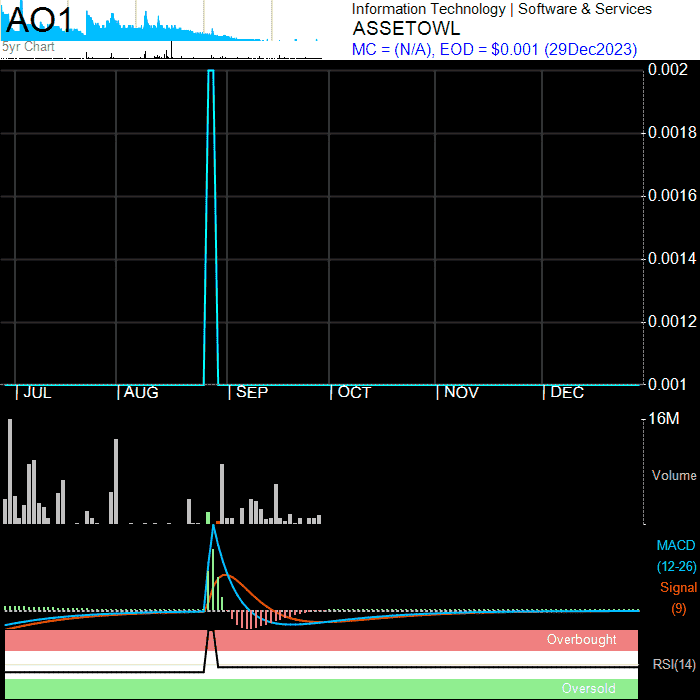 AO1
5yr Chart
Information Technology | Software & Services
ASSETOWL
MC = (N/A), EOD = $0.001 (29Dec2023)
0.002
0.0018
0.0016
0.0014
0.0012
0.001
JUL AUG SEP OCT NOV DEC
16M
Volume
MACD
(12-26)
Signal
(9)
Overbought
RSI(14)
Oversold